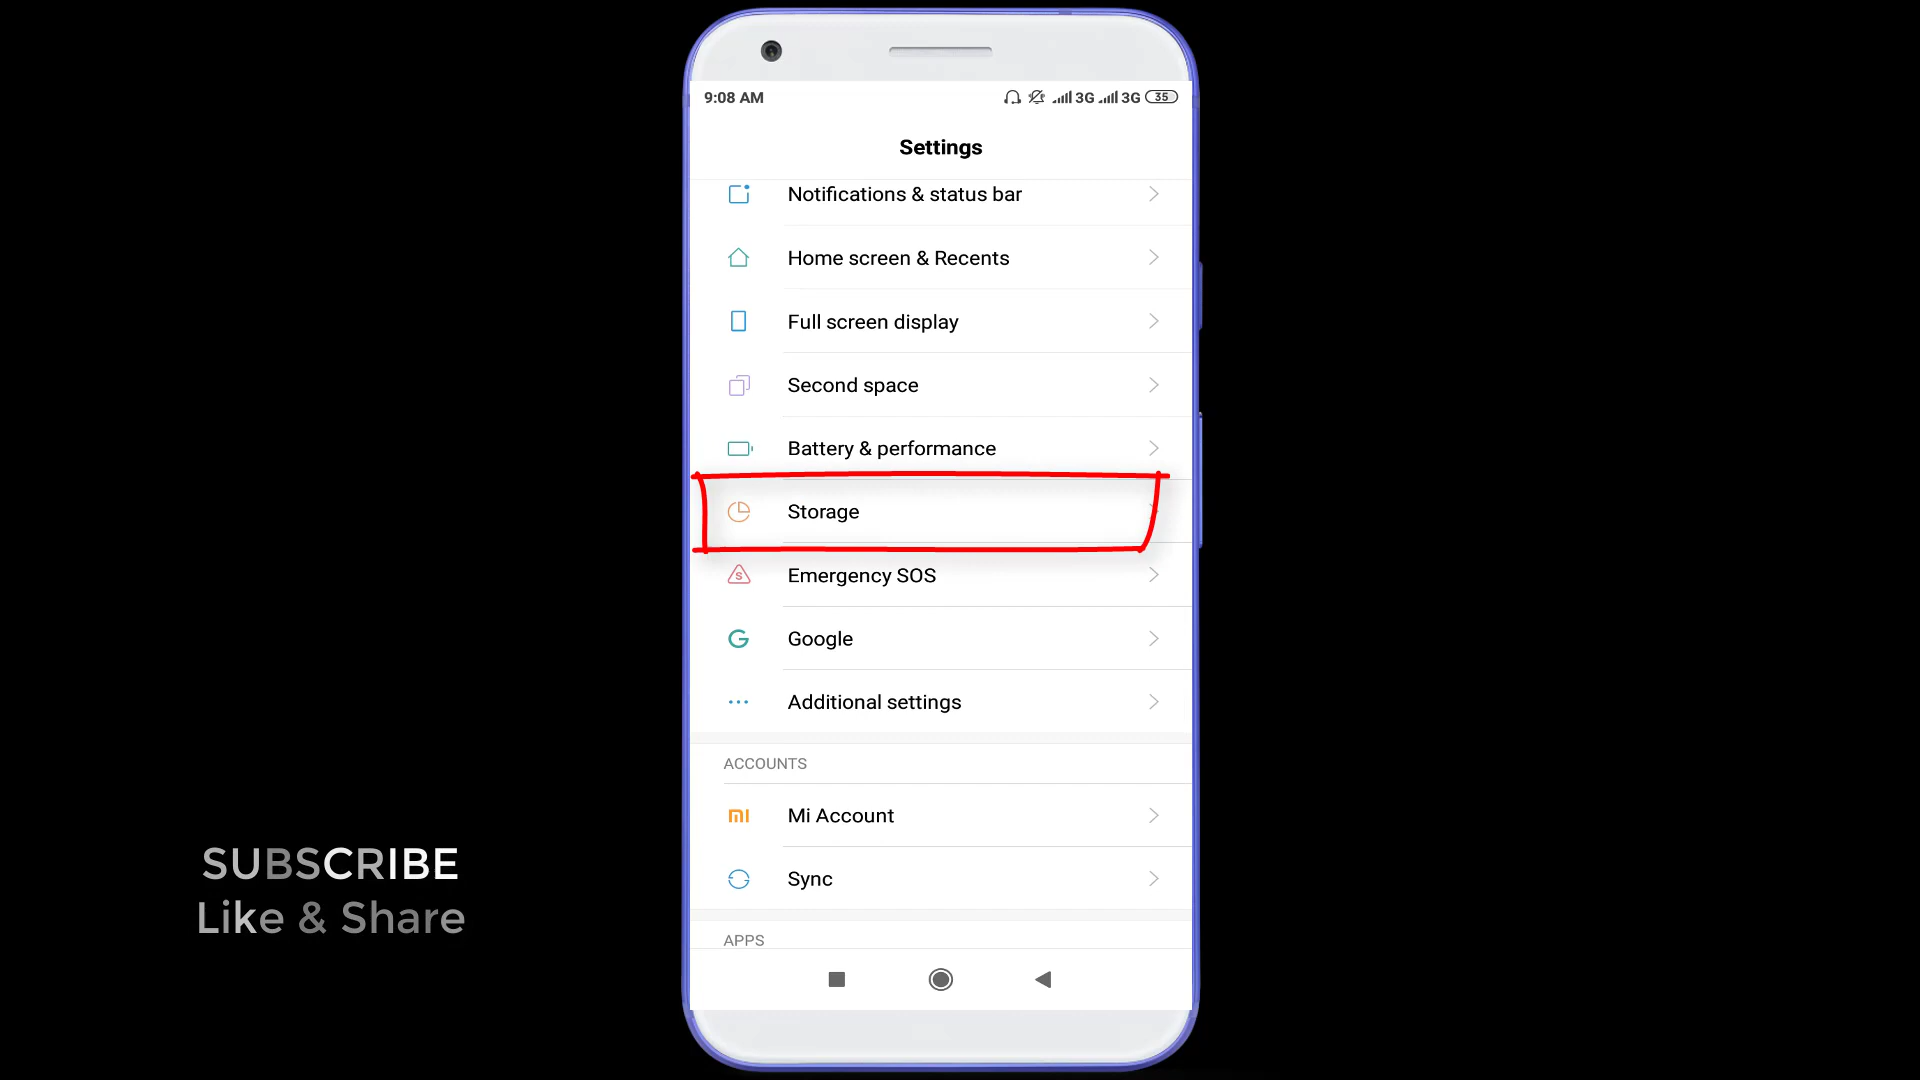 9:08 AM 3G 3G 35
Settings
Notifications & status bar
Home screen & Recents
Full screen display
Second space
Battery & performance
Storage
Emergency SOS
Google
Additional settings
ACCOUNTS
Mi Account
Sync
APPS
SUBSCRIBE
Like & Share